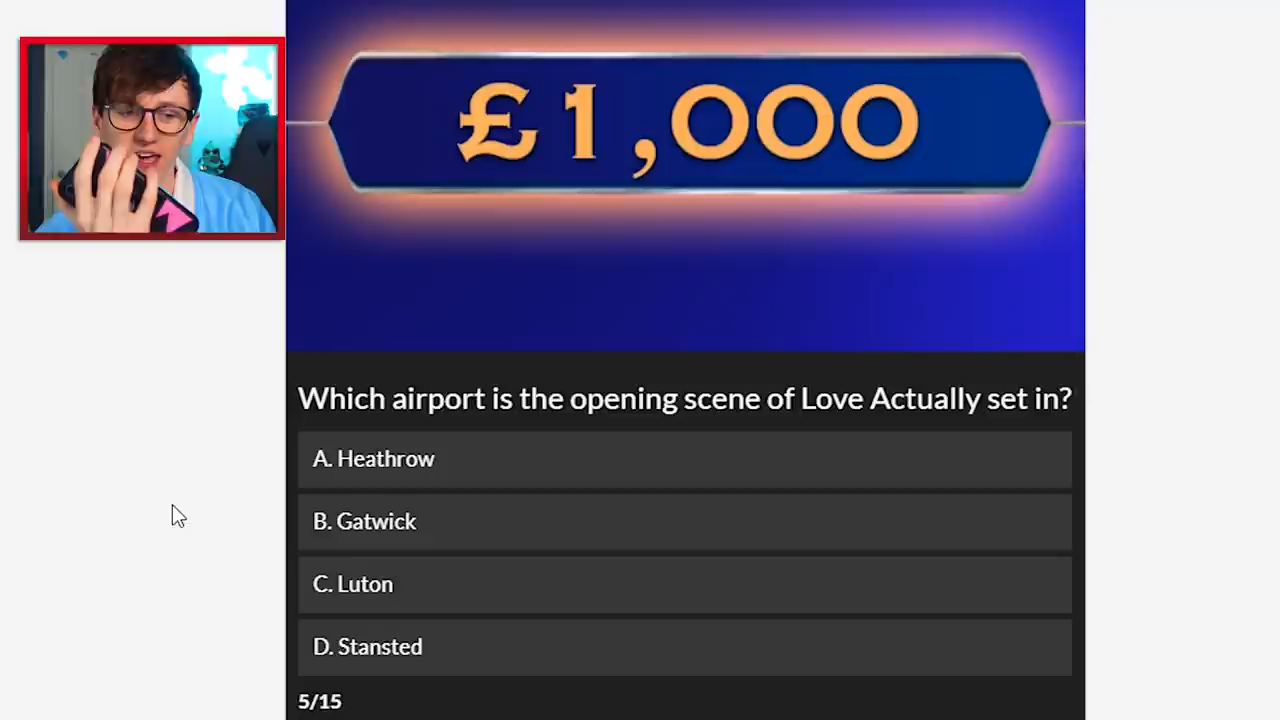 £1,000
Which airport is the opening scene of Love Actually set in?
A. Heathrow
B. Gatwick
C. Luton
D. Stansted
5/15